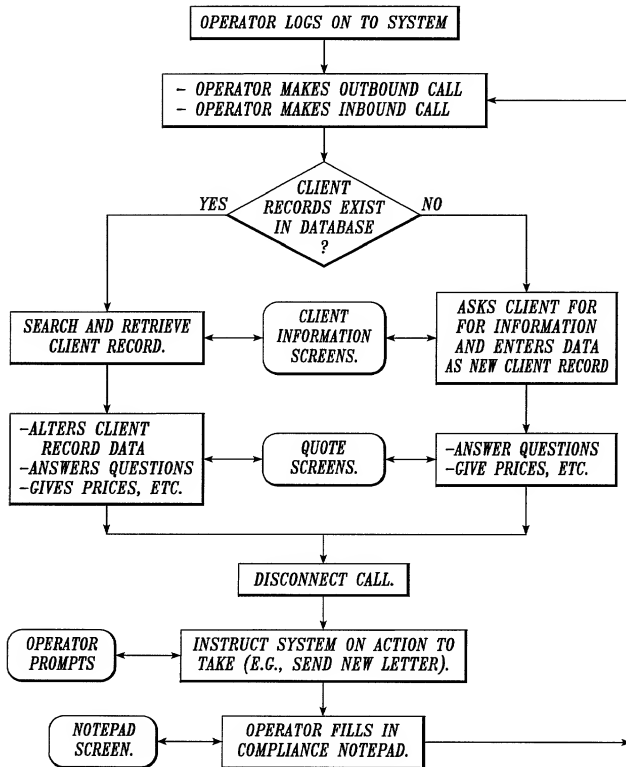 OPERATOR LOGS ON TO SYSTEM
- OPERATOR MAKES OUTBOUND CALL
- OPERATOR MAKES INBOUND CALL
CLIENT
RECORDS EXIST
IN DATABASE
?
YES
NO
SEARCH AND RETRIEVE
CLIENT RECORD.
CLIENT
INFORMATION
SCREENS.
ASKS CLIENT FOR
FOR INFORMATION
AND ENTERS DATA
AS NEW CLIENT RECORD
-ALTERS CLIENT
RECORD DATA
-ANSWERS QUESTIONS
-GIVES PRICES, ETC.
QUOTE
SCREENS.
-ANSWER QUESTIONS
-GIVE PRICES, ETC.
DISCONNECT CALL.
OPERATOR
PROMPTS
INSTRUCT SYSTEM ON ACTION TO
TAKE (E.G., SEND NEW LETTER).
NOTEPAD
SCREEN.
OPERATOR FILLS IN
COMPLIANCE NOTEPAD.